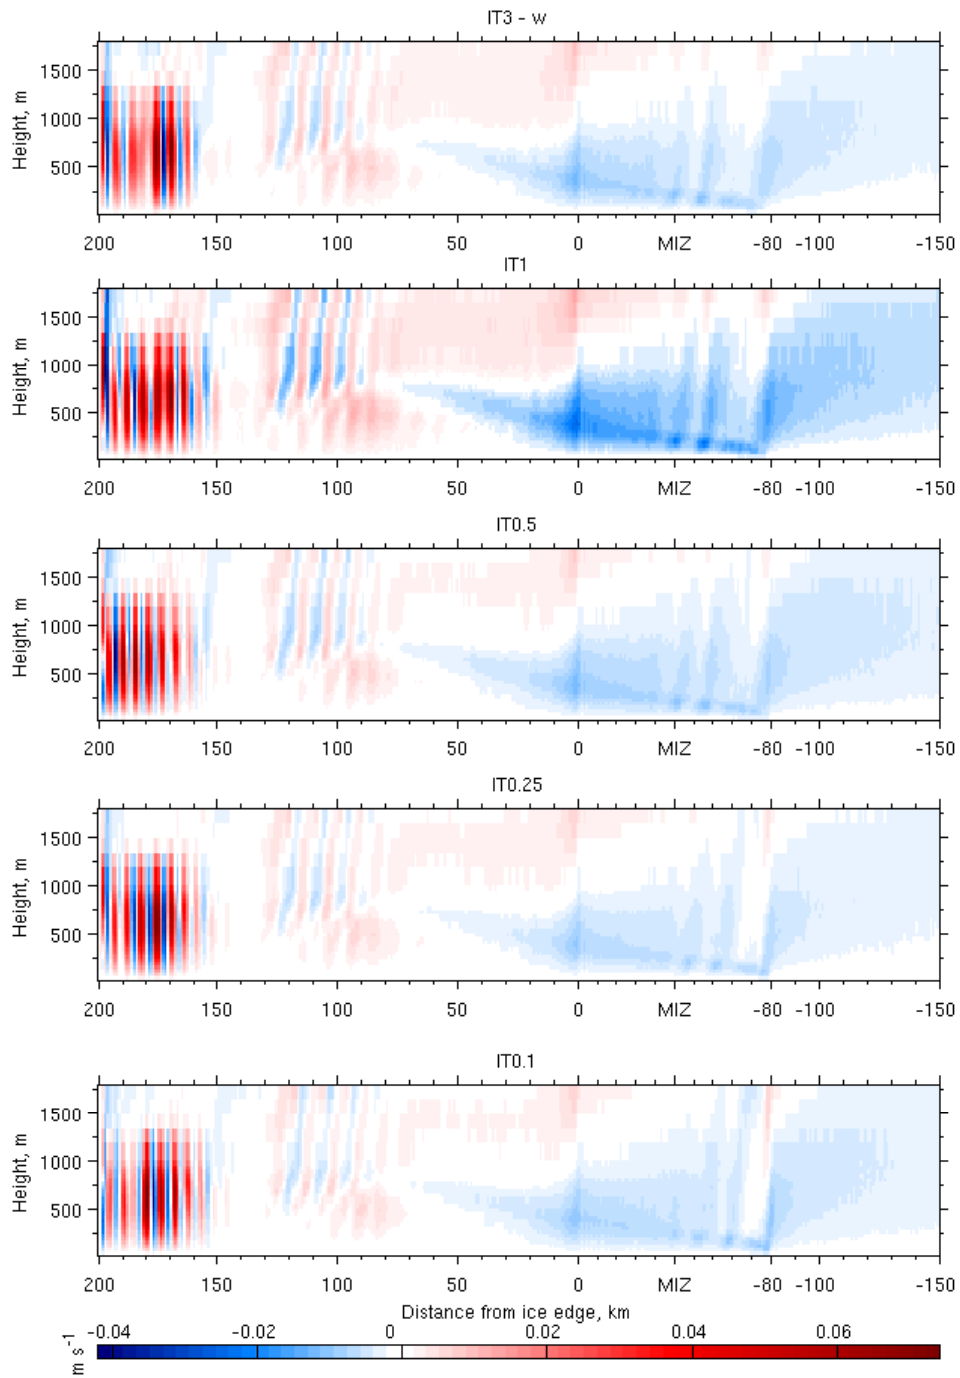 IT3 - w
1500
1000
500
Height, m
200 150 100 50 0 MIZ -80 -100 -150
IT1
1500
1000
500
Height, m
200 150 100 50 0 MIZ -80 -100 -150
IT0.5
1500
1000
500
Height, m
200 150 100 50 0 MIZ -80 -100 -150
IT0.25
1500
1000
500
Height, m
200 150 100 50 0 MIZ -80 -100 -150
IT0.1
1500
1000
500
Height, m
200 150 100 50 0 MIZ -80 -100 -150
Distance from ice edge, km
-0.04 -0.02 0 0.02 0.04 0.06
m s⁻¹